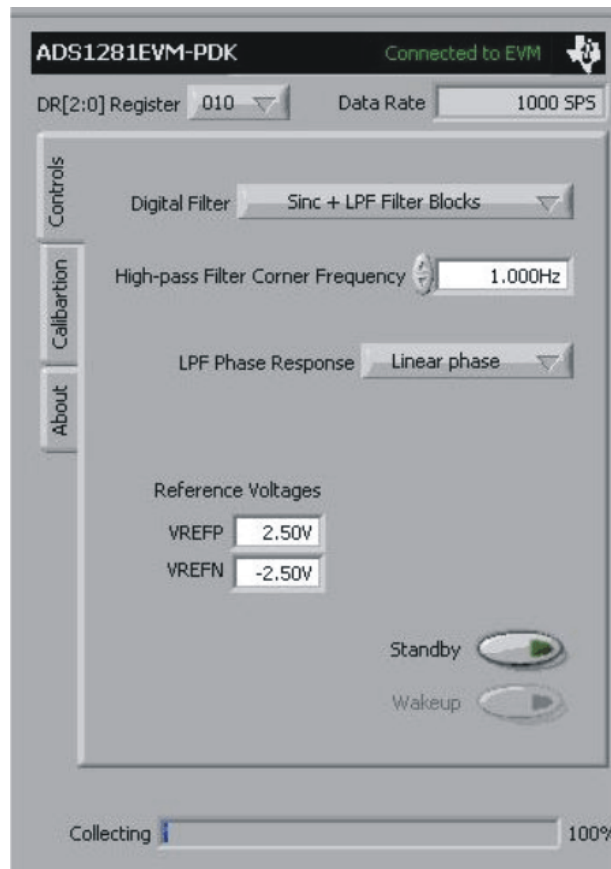 ADS1281EVM-PDK Connected to EVM
DR[2:0] Register 010 Data Rate 1000 SPS
Controls
Calibartion
About
Digital Filter Sinc + LPF Filter Blocks
High-pass Filter Corner Frequency 1.000Hz
LPF Phase Response Linear phase
Reference Voltages
VREFP 2.50V
VREFN -2.50V
Standby
Wakeup
Collecting 100%